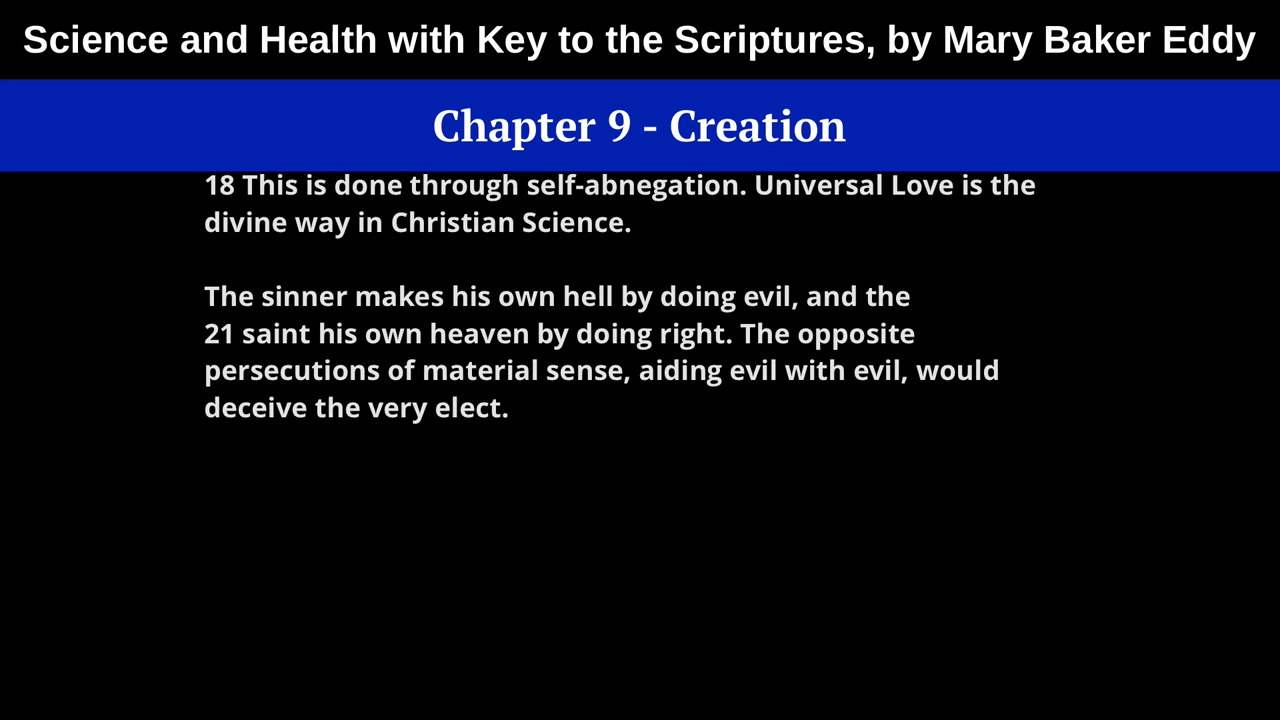 Science and Health with Key to the Scriptures, by Mary Baker Eddy
Chapter 9 - Creation
18 This is done through self-abnegation. Universal Love is the
divine way in Christian Science.
The sinner makes his own hell by doing evil, and the
21 saint his own heaven by doing right. The opposite
persecutions of material sense, aiding evil with evil, would
deceive the very elect.